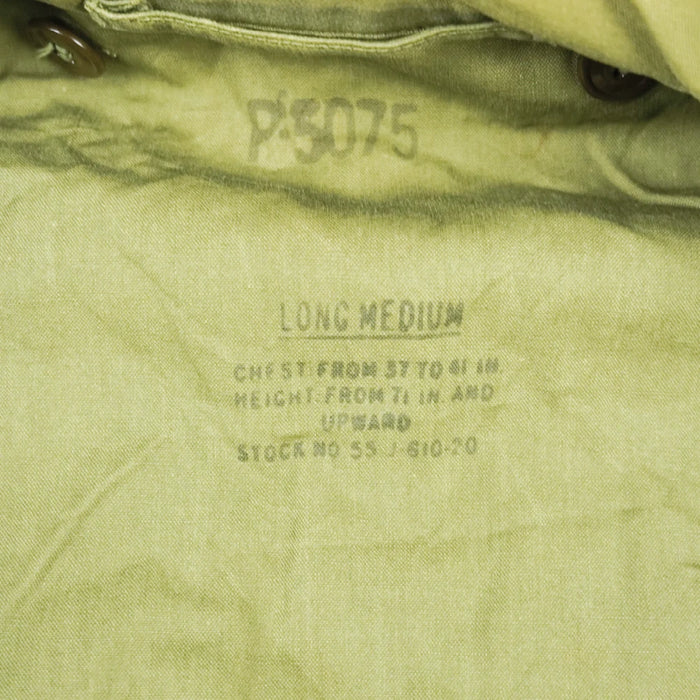 P-5075
LONG MEDIUM
CHEST FROM 37 TO 41 IN.
HEIGHT FROM 71 IN. AND
UPWARD
STOCK NO 55 J-610-20